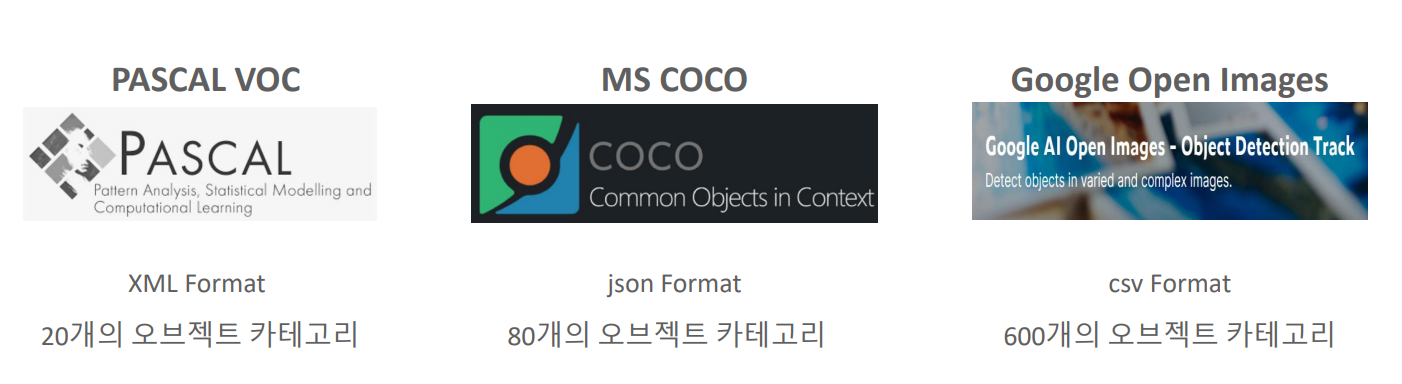 PASCAL VOC
PASCAL
Pattern Analysis, Statistical Modelling and
Computational Learning
XML Format
20개의 오브젝트 카테고리
MS COCO
COCO
Common Objects in Context
json Format
80개의 오브젝트 카테고리
Google Open Images
Google AI Open Images - Object Detection Track
Detect objects in varied and complex images.
csv Format
600개의 오브젝트 카테고리